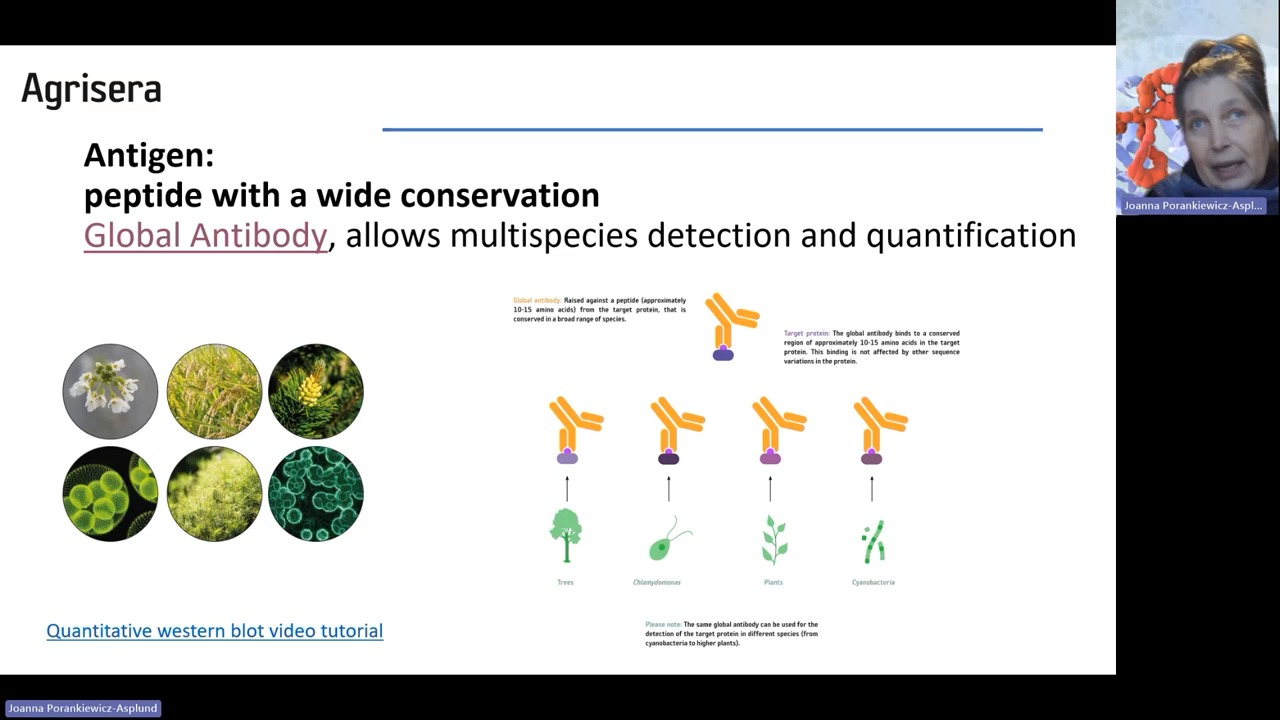 Agrisera
Antigen:
peptide with a wide conservation
Global Antibody, allows multispecies detection and quantification
Global antibody: Raised against a peptide (approximately
10-15 amino acids) from the target protein, that is
conserved in a broad range of species.
Target protein: The global antibody binds to a conserved
region of approximately 10-15 amino acids in the target
protein. This binding is not affected by other sequence
variations in the protein.
Trees
Chlamydomonas
Plants
Cyanobacteria
Please note: The same global antibody can be used for the
detection of the target protein in different species (from
cyanobacteria to higher plants).
Quantitative western blot video tutorial
Joanna Porankiewicz-Aspl...
Joanna Porankiewicz-Asplund